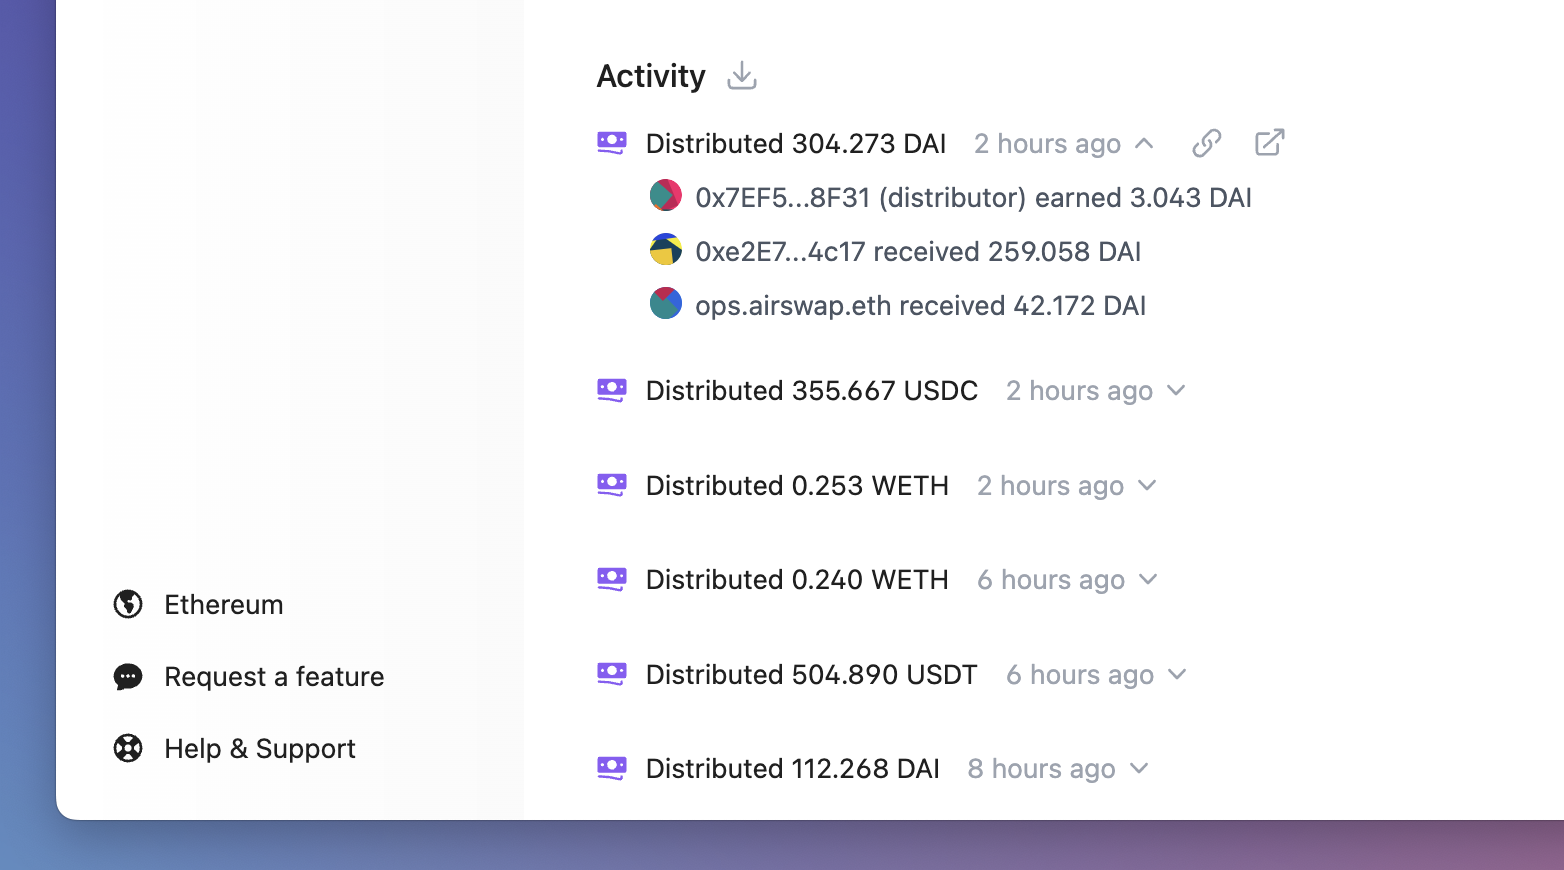 Activity
Distributed 304.273 DAI 2 hours ago
0x7EF5...8F31 (distributor) earned 3.043 DAI
0xe2E7...4c17 received 259.058 DAI
ops.airswap.eth received 42.172 DAI
Distributed 355.667 USDC 2 hours ago
Distributed 0.253 WETH 2 hours ago
Distributed 0.240 WETH 6 hours ago
Distributed 504.890 USDT 6 hours ago
Distributed 112.268 DAI 8 hours ago
Ethereum
Request a feature
Help & Support